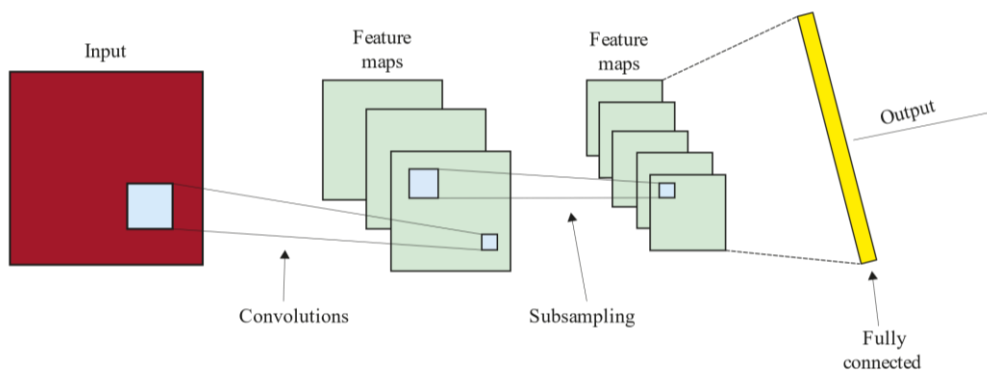 Input
Feature
maps
Feature
maps
Output
Convolutions
Subsampling
Fully
connected